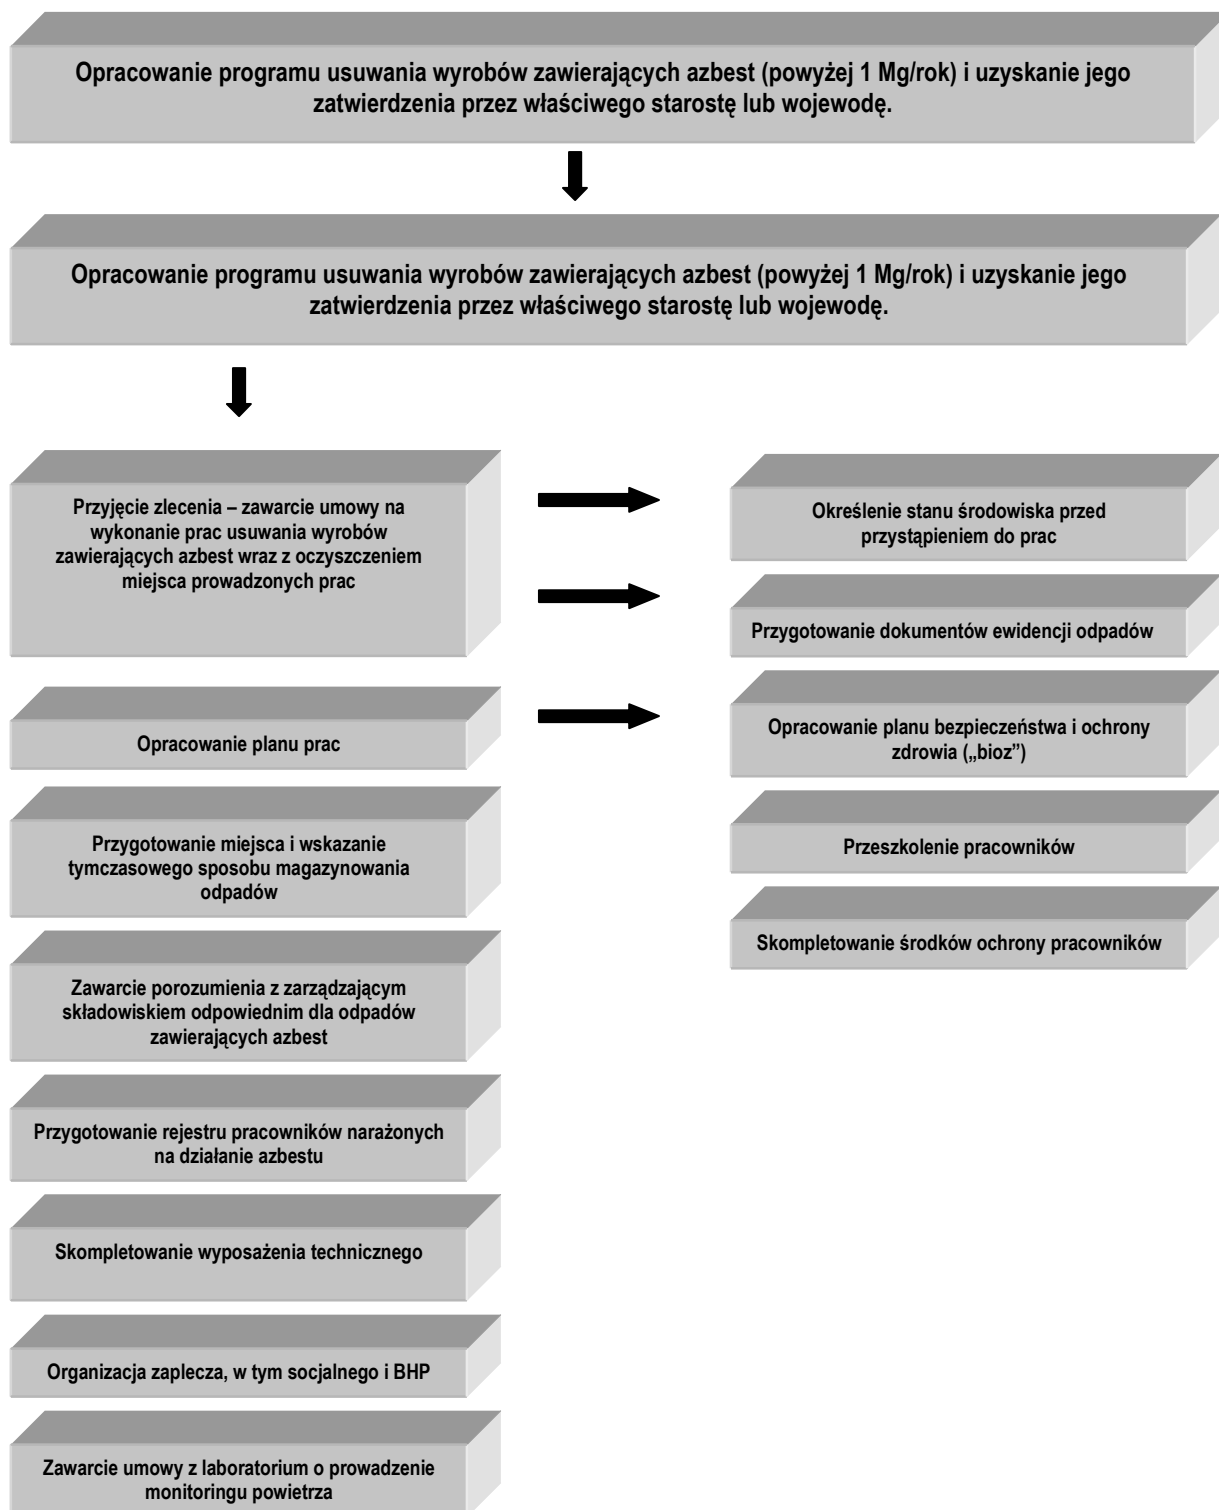 Opracowanie programu usuwania wyrobów zawierających azbest (powyżej 1 Mg/rok) i uzyskanie jego
zatwierdzenia przez właściwego starostę lub wojewodę.
Opracowanie programu usuwania wyrobów zawierających azbest (powyżej 1 Mg/rok) i uzyskanie jego
zatwierdzenia przez właściwego starostę lub wojewodę.
Przyjęcie zlecenia – zawarcie umowy na
wykonanie prac usuwania wyrobów
zawierających azbest wraz z oczyszczeniem
miejsca prowadzonych prac
Opracowanie planu prac
Przygotowanie miejsca i wskazanie
tymczasowego sposobu magazynowania
odpadów
Zawarcie porozumienia z zarządzającym
składowiskiem odpowiednim dla odpadów
zawierających azbest
Przygotowanie rejestru pracowników narażonych
na działanie azbestu
Skompletowanie wyposażenia technicznego
Organizacja zaplecza, w tym socjalnego i BHP
Zawarcie umowy z laboratorium o prowadzenie
monitoringu powietrza
Określenie stanu środowiska przed
przystąpieniem do prac
Przygotowanie dokumentów ewidencji odpadów
Opracowanie planu bezpieczeństwa i ochrony
zdrowia („bioz”)
Przeszkolenie pracowników
Skompletowanie środków ochrony pracowników